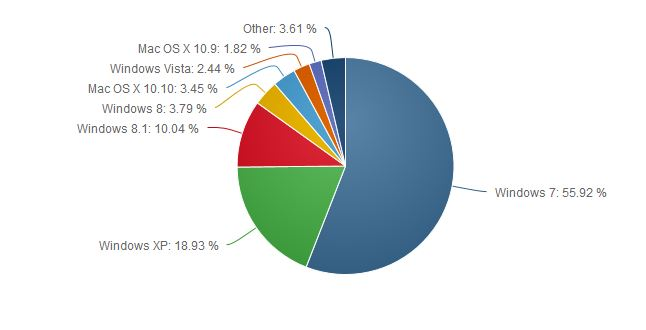 Other: 3.61 %
Mac OS X 10.9: 1.82 %
Windows Vista: 2.44 %
Mac OS X 10.10: 3.45 %
Windows 8: 3.79 %
Windows 8.1: 10.04 %
Windows 7: 55.92 %
Windows XP: 18.93 %